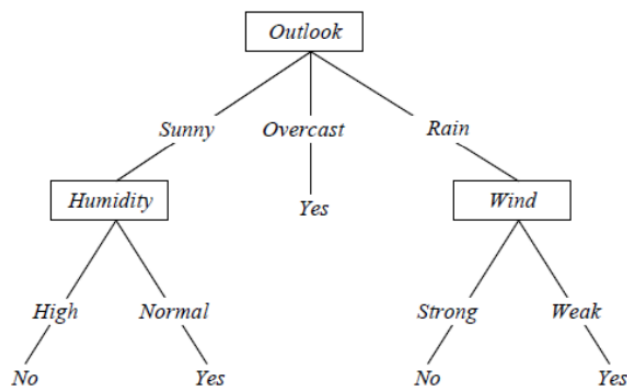 Outlook
Sunny Overcast Rain
Humidity Yes Wind
High Normal Strong Weak
No Yes No Yes